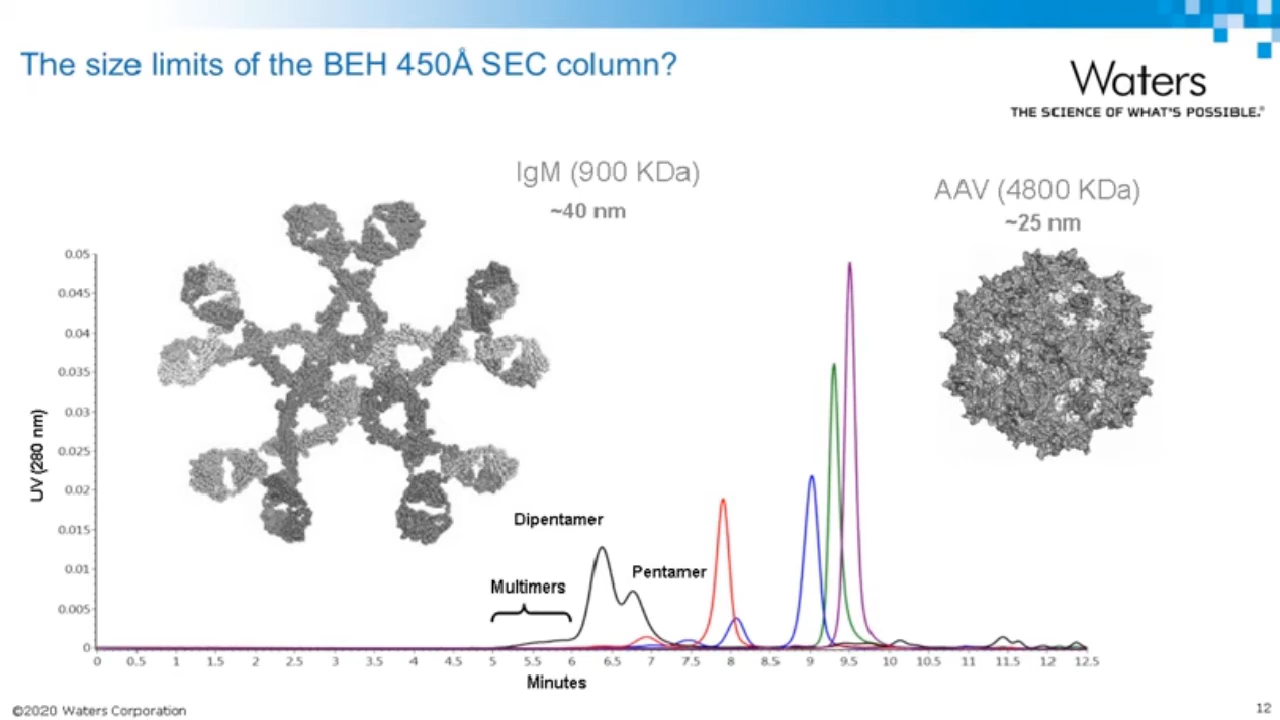 The size limits of the BEH 450Å SEC column?
Waters
THE SCIENCE OF WHAT'S POSSIBLE.®
IgM (900 KDa)
~40 nm
AAV (4800 KDa)
~25 nm
0.05
0.045
0.04
0.035
0.03
0.025
0.02
0.015
0.01
0.005
0
UV (280 nm)
Dipentamer
Pentamer
Multimers
0 0.5 1 1.5 2 2.5 3 3.5 4 4.5 5 5.5 6 6.5 7 7.5 8 8.5 9 9.5 10 10.5 11 11.5 12 12.5
Minutes
©2020 Waters Corporation
12